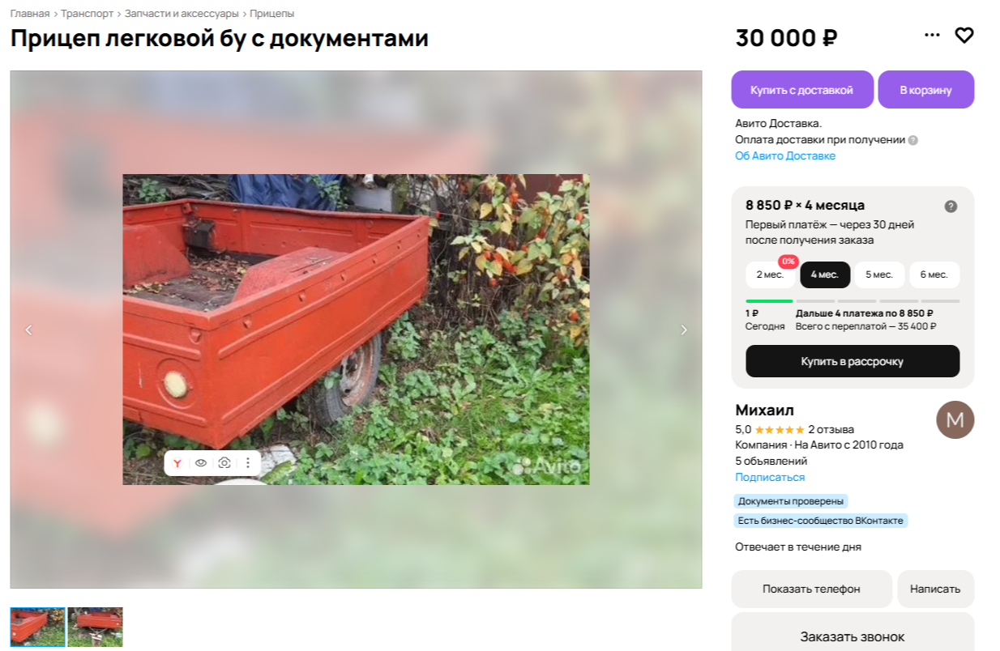 Главная › Транспорт › Запчасти и аксессуары › Прицепы
Прицеп легковой бу с документами
30 000 ₽
Купить с доставкой
В корзину
Авито Доставка.
Оплата доставки при получении ?
Об Авито Доставке
8 850 ₽ × 4 месяца
?
Первый платёж — через 30 дней
после получения заказа
0%
2 мес.
4 мес.
5 мес.
6 мес.
1 ₽
Дальше 4 платежа по 8 850 ₽
Сегодня
Всего с переплатой — 35 400 ₽
Купить в рассрочку
Михаил
М
5,0 ★★★★★ 2 отзыва
Компания · На Авито с 2010 года
5 объявлений
Подписаться
Документы проверены
Есть бизнес-сообщество ВКонтакте
Отвечает в течение дня
Показать телефон
Написать
Заказать звонок
Y
Avito